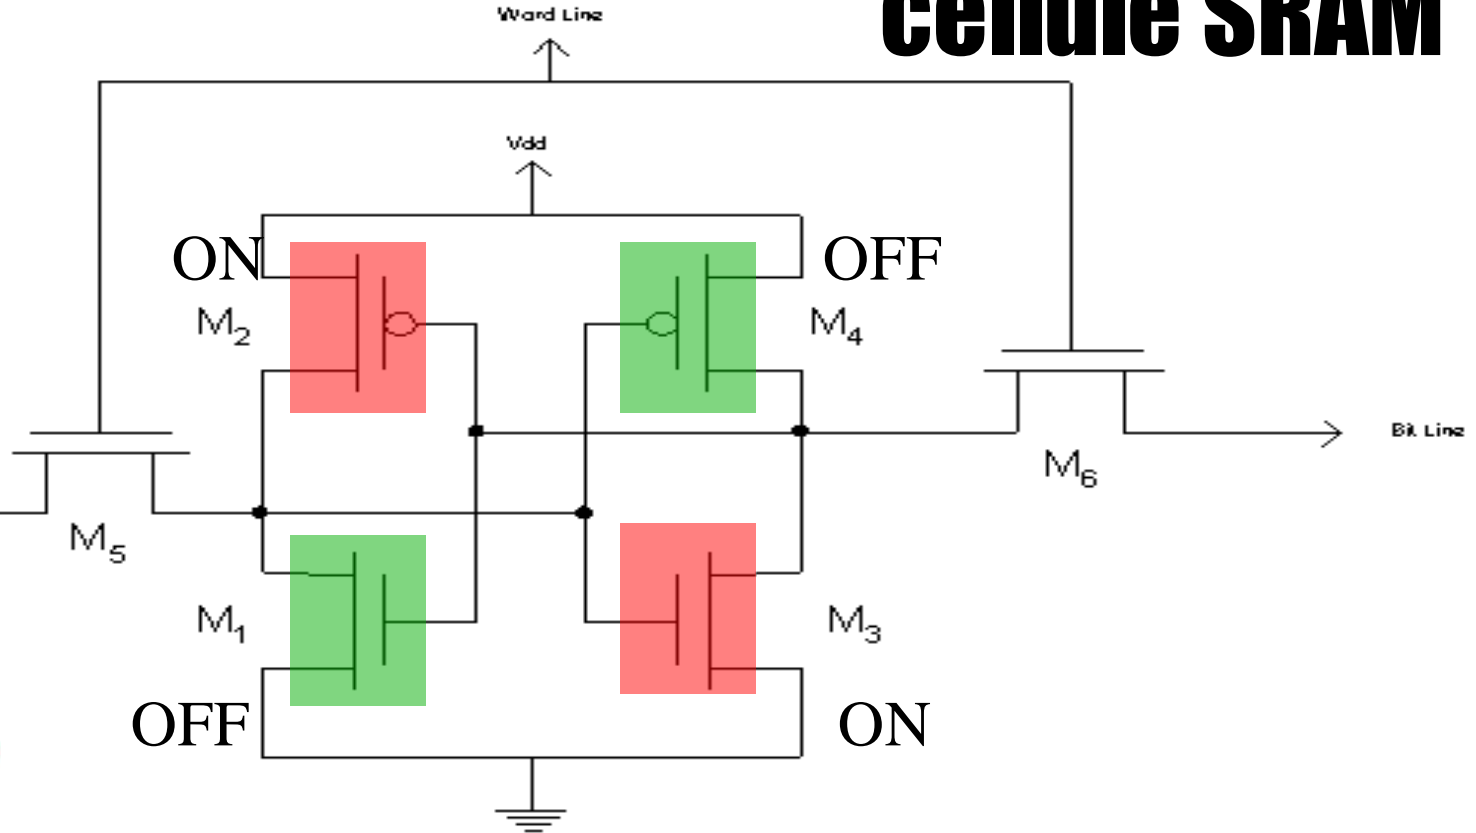 cellule SRAM
Word Line
Vdd
ON
OFF
M2
M4
Bit Line
M6
M5
M1
M3
OFF
ON